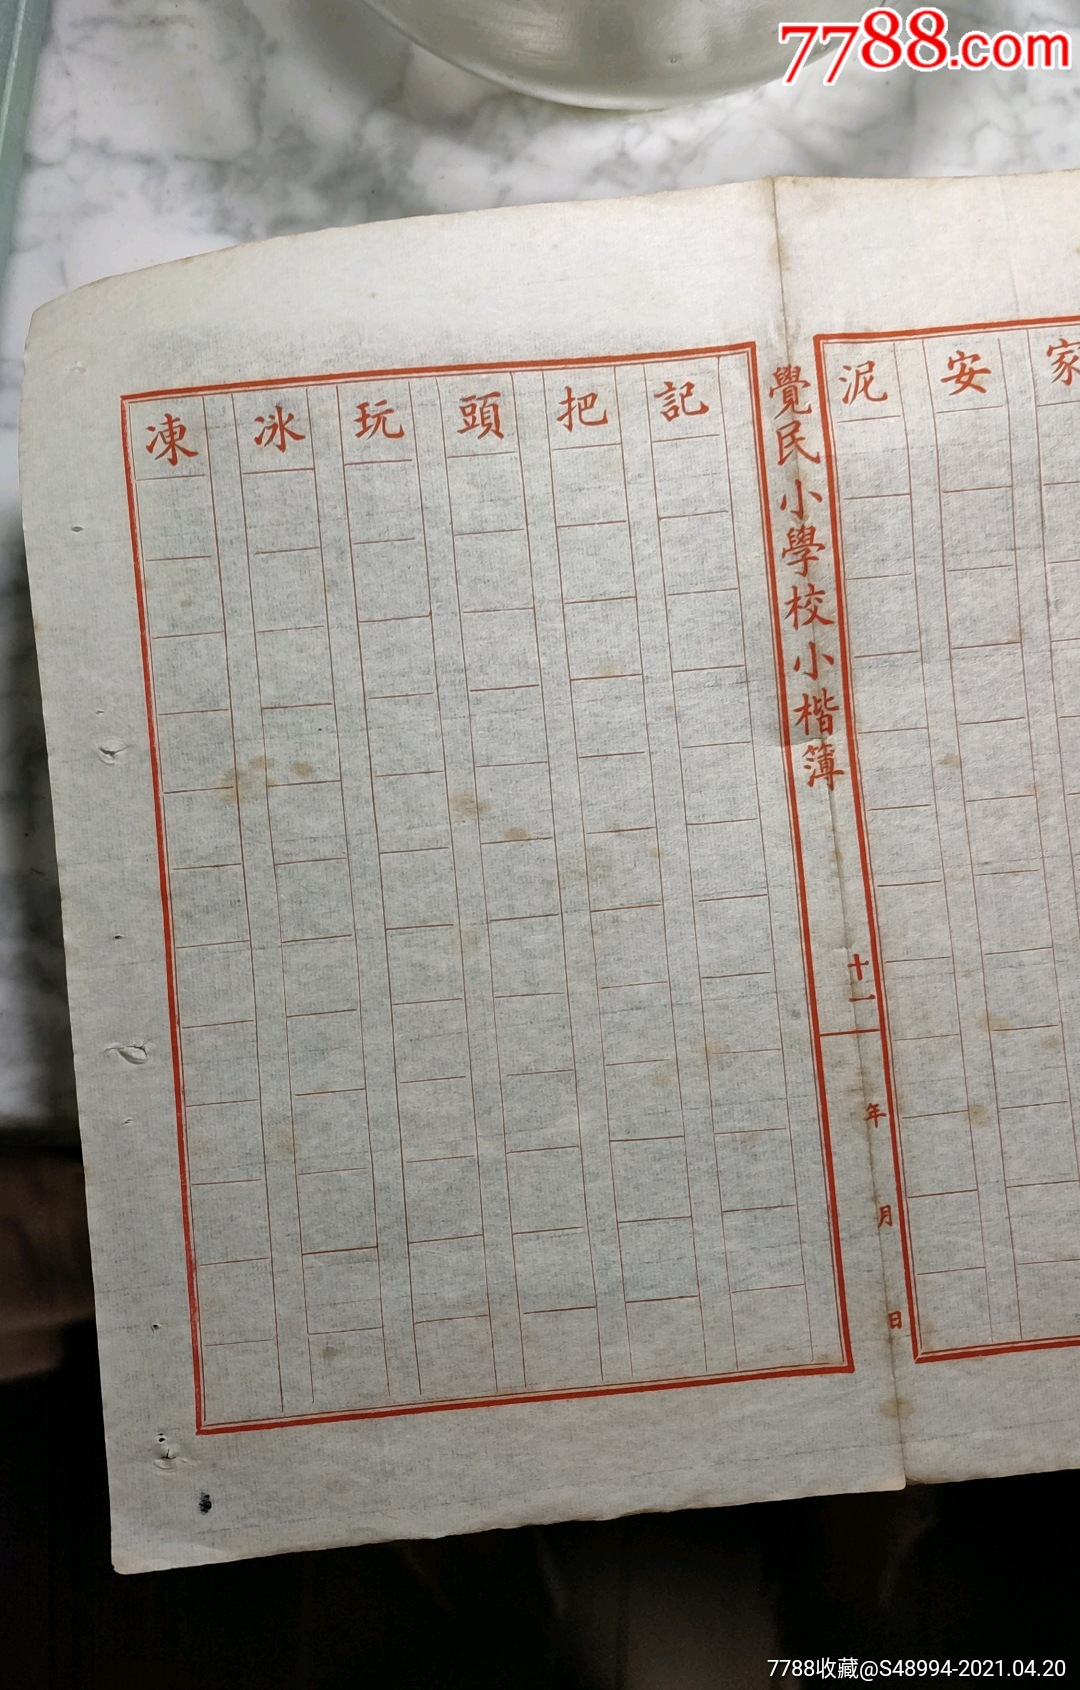 7788.com
家
安
泥
覺民小學校小楷簿
十一
年 月 日
記
把
頭
玩
冰
凍
7788收藏@S48994-2021.04.20